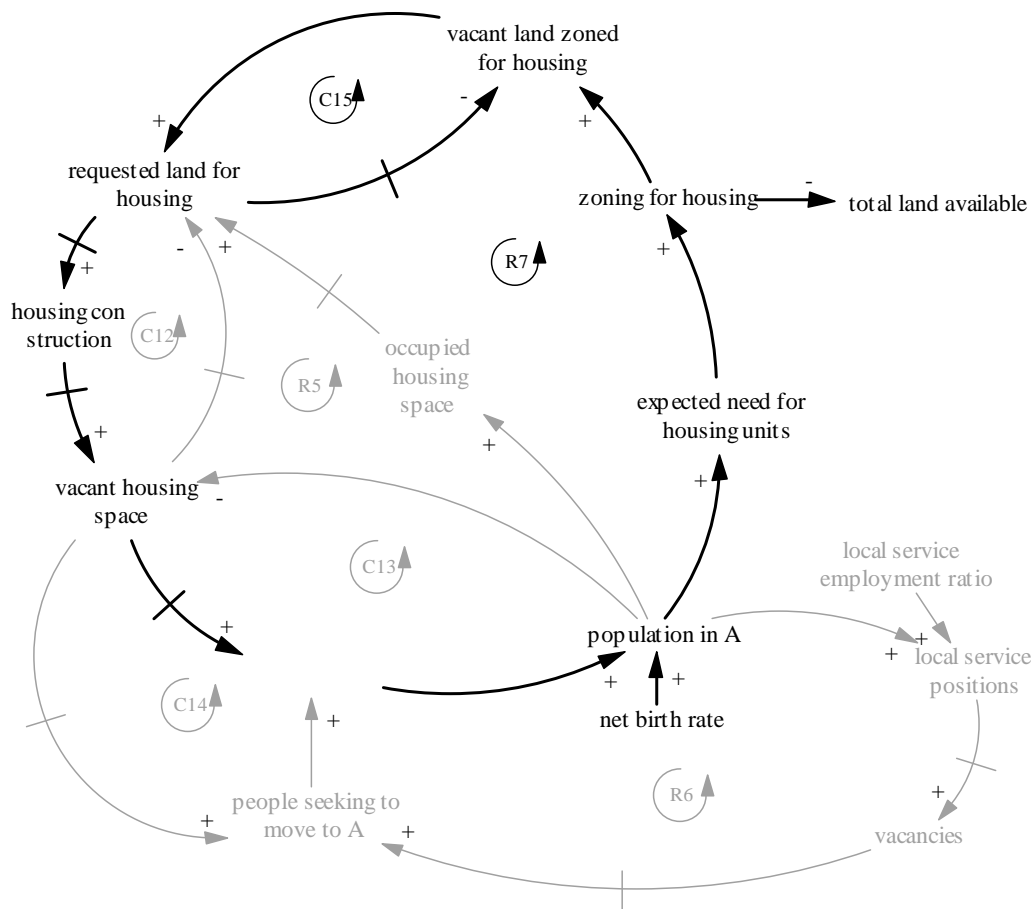 vacant land zoned
for housing
C15
-
+
+
requested land for
housing
zoning for housing
-
total land available
-
+
+
R7
+
housing con
struction
C12
occupied
housing
space
R5
expected need for
housing units
+
+
+
vacant housing
space
-
C13
local service
employment ratio
+
population in A
+
+
local service
positions
+
+
C14
net birth rate
+
R6
people seeking to
move to A
+
+
+
vacancies